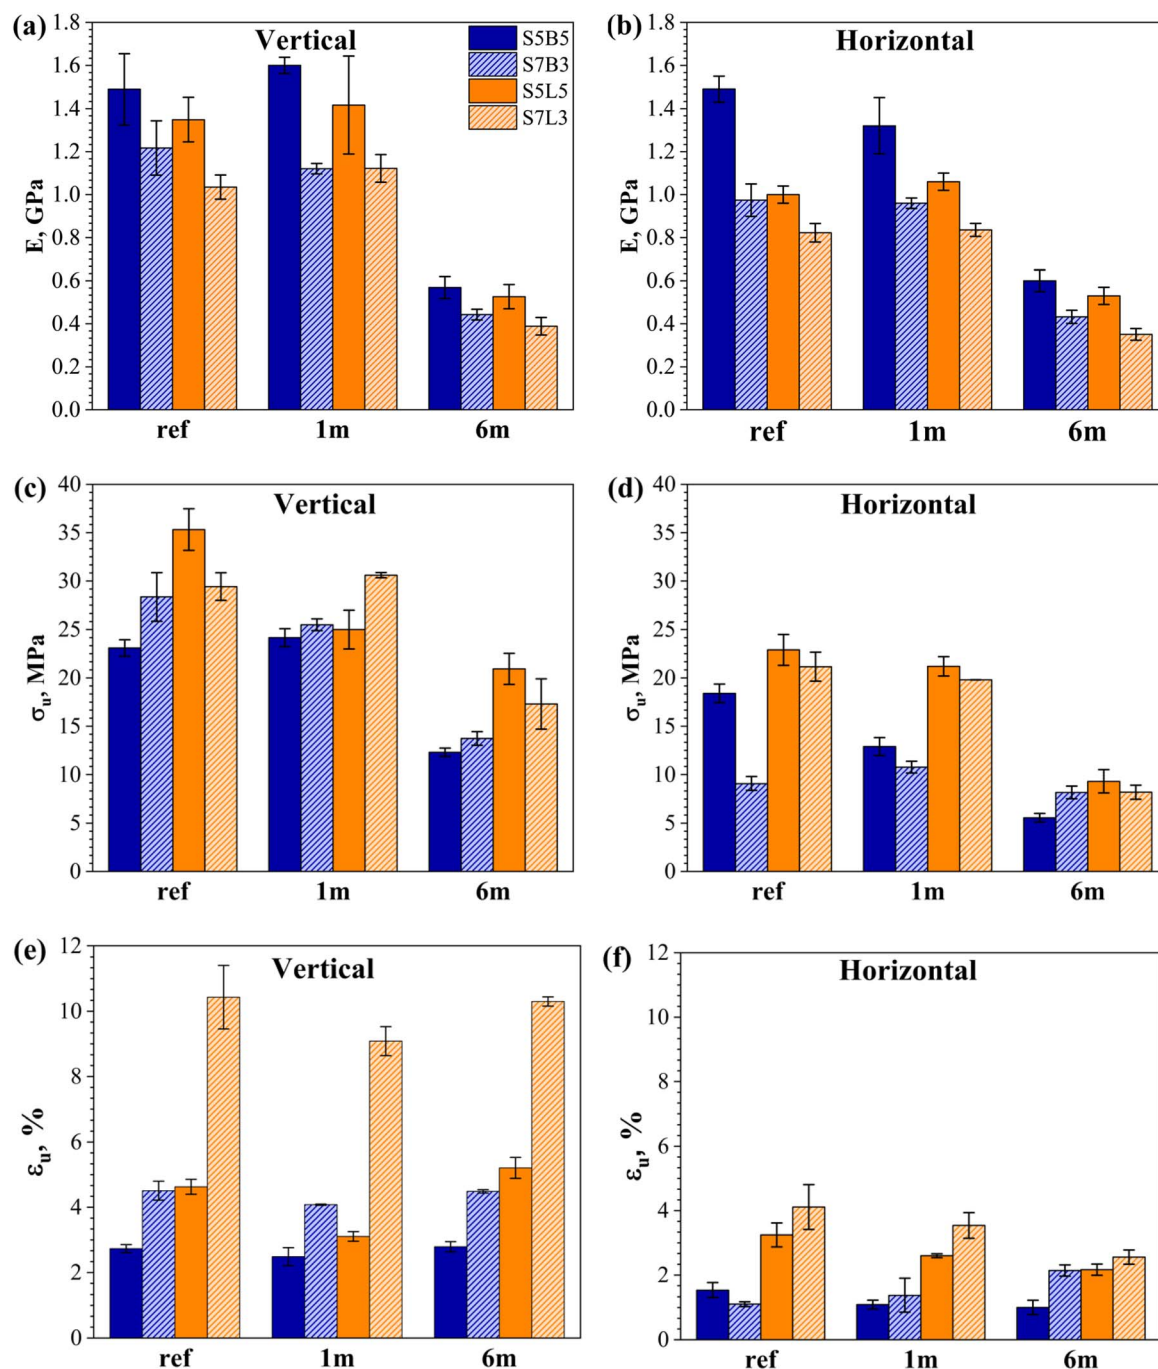 (a)
Vertical
S5B5
S7B3
S5L5
S7L3
E, GPa
1.8
1.6
1.4
1.2
1.0
0.8
0.6
0.4
0.2
0.0
ref 1m 6m
(b)
Horizontal
E, GPa
1.8
1.6
1.4
1.2
1.0
0.8
0.6
0.4
0.2
0.0
ref 1m 6m
(c)
Vertical
σu, MPa
40
35
30
25
20
15
10
5
0
ref 1m 6m
(d)
Horizontal
σu, MPa
40
35
30
25
20
15
10
5
0
ref 1m 6m
(e)
Vertical
εu, %
12
10
8
6
4
2
0
ref 1m 6m
(f)
Horizontal
εu, %
12
10
8
6
4
2
0
ref 1m 6m